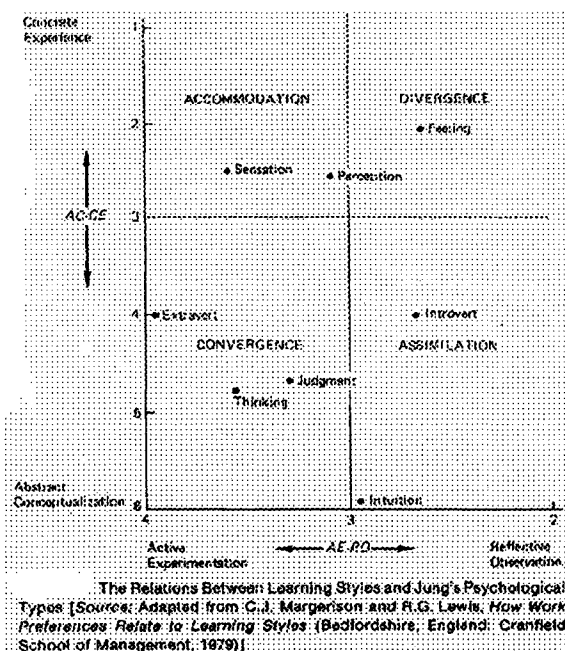 Concrete
Experience
1
ACCOMMODATION DIVERGENCE
2
Feeling
Sensation
Perception
AC-CE
3
4
Extravert
Introvert
CONVERGENCE ASSIMILATION
Judgment
Thinking
5
Abstract
Conceptualization
6
Intuition
4 3 2
Active
Experimentation
AE-RO
Reflective
Observation
The Relations Between Learning Styles and Jung's Psychological
Types [Source: Adapted from C.J. Margerison and R.G. Lewis, How Work
Preferences Relate to Learning Styles (Bedfordshire, England: Cranfield
School of Management, 1979)]